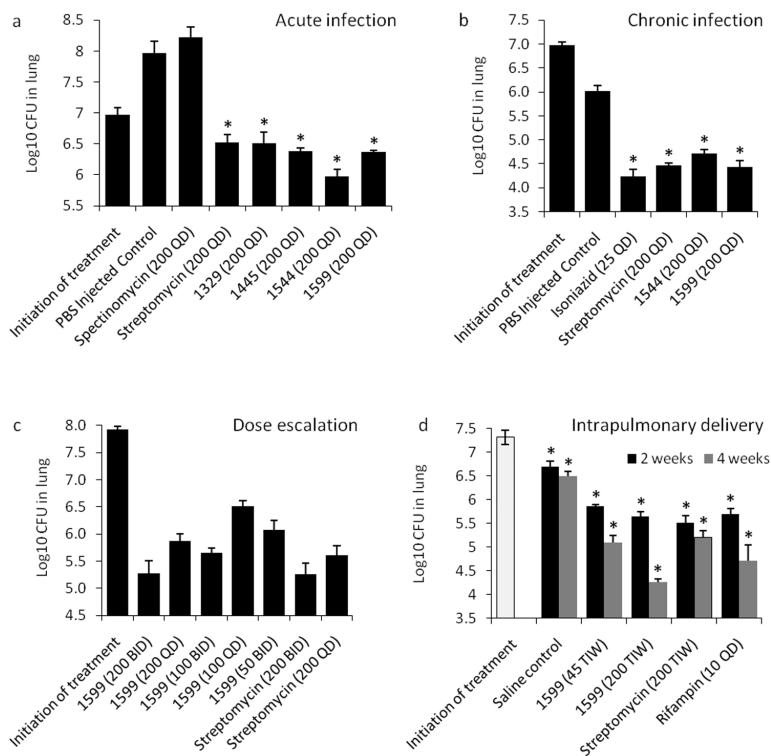 a
Acute infection
Log10 CFU in lung
8.5
8
7.5
7
6.5
6
5.5
*
*
*
*
*
Initiation of treatment
PBS Injected Control
Spectinomycin (200 QD)
Streptomycin (200 QD)
1329 (200 QD)
1445 (200 QD)
1544 (200 QD)
1599 (200 QD)
b
Chronic infection
Log10 CFU in lung
7.0
6.5
6.0
5.5
5.0
4.5
4.0
3.5
*
*
*
*
Initiation of treatment
PBS Injected Control
Isoniazid (25 QD)
Streptomycin (200 QD)
1544 (200 QD)
1599 (200 QD)
c
Dose escalation
Log10 CFU in lung
8.0
7.5
7.0
6.5
6.0
5.5
5.0
4.5
Initiation of treatment
1599 (200 BID)
1599 (200 QD)
1599 (100 BID)
1599 (100 QD)
1599 (50 BID)
Streptomycin (200 BID)
Streptomycin (200 QD)
d
Intrapulmonary delivery
2 weeks
4 weeks
Log10 CFU in lung
7.5
7
6.5
6
5.5
5
4.5
4
3.5
*
*
*
*
*
*
*
*
*
*
Initiation of treatment
Saline control
1599 (45 TIW)
1599 (200 TIW)
Streptomycin (200 TIW)
Rifampin (10 QD)